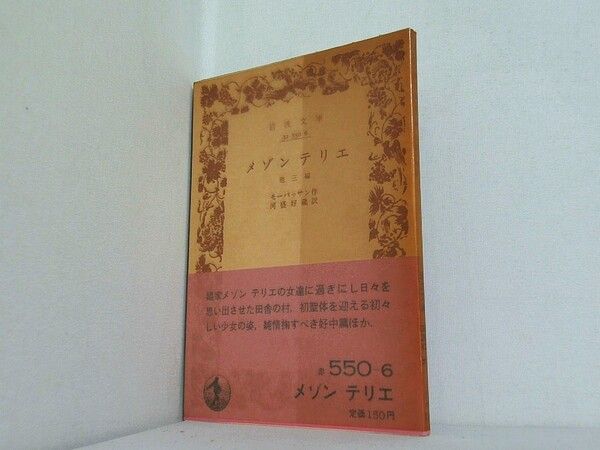 岩波文庫
32-550-6
メゾン テリエ
他三編
モーパッサン作
河盛好蔵訳
娼家メゾン テリエの女達に過ぎにし日々を
思い出させた田舎の村，初聖体を迎える初々
しい少女の姿，純情掬すべき好中篇ほか．
赤 550-6
メゾン テリエ
定価150円